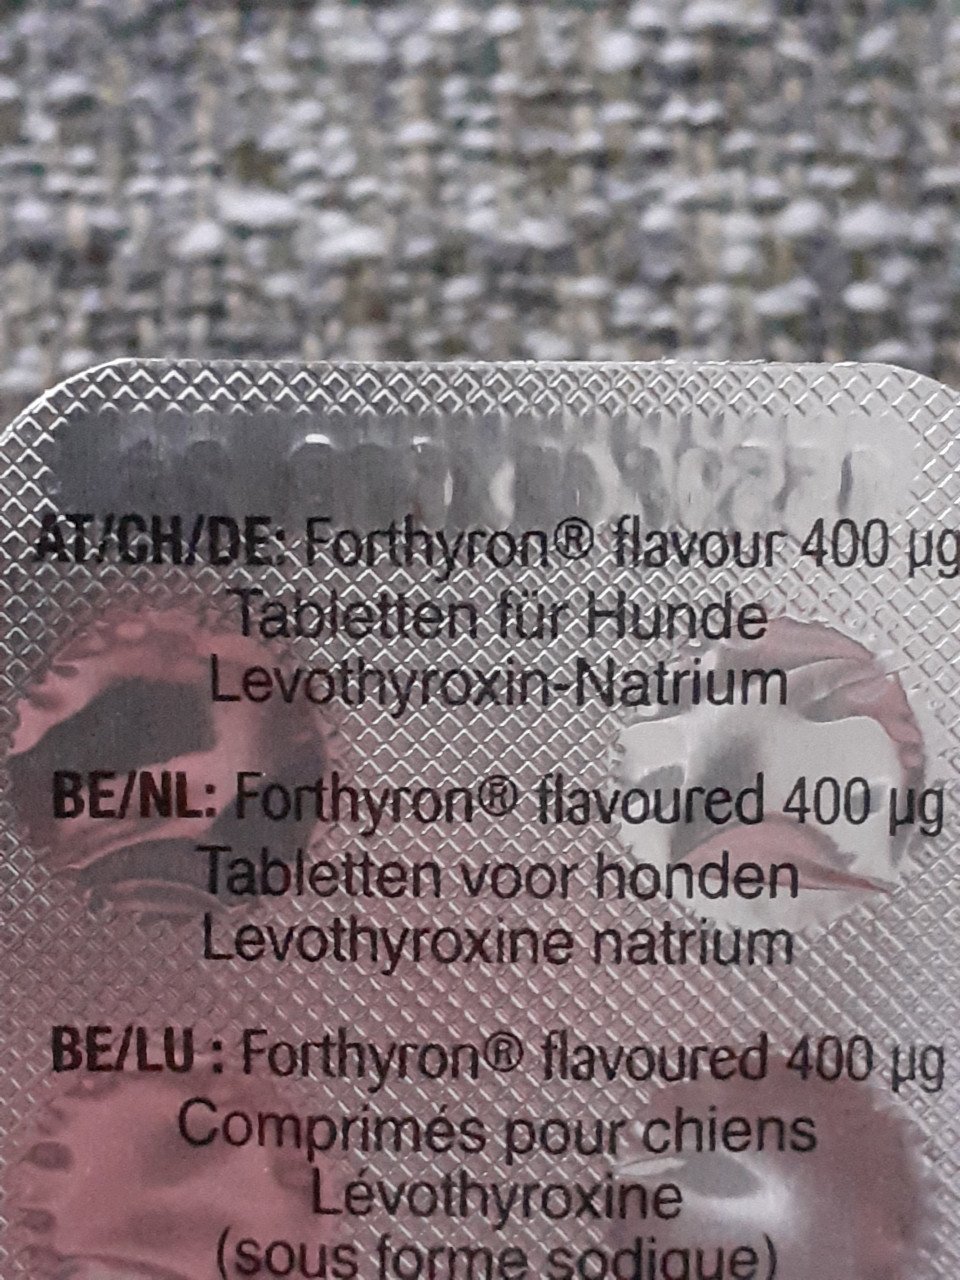 AT/CH/DE: Forthyron® flavour 400 µg
Tabletten für Hunde
Levothyroxin-Natrium
BE/NL: Forthyron® flavoured 400 µg
Tabletten voor honden
Levothyroxine natrium
BE/LU : Forthyron® flavoured 400 µg
Comprimés pour chiens
Lévothyroxine
(sous forme sodique)